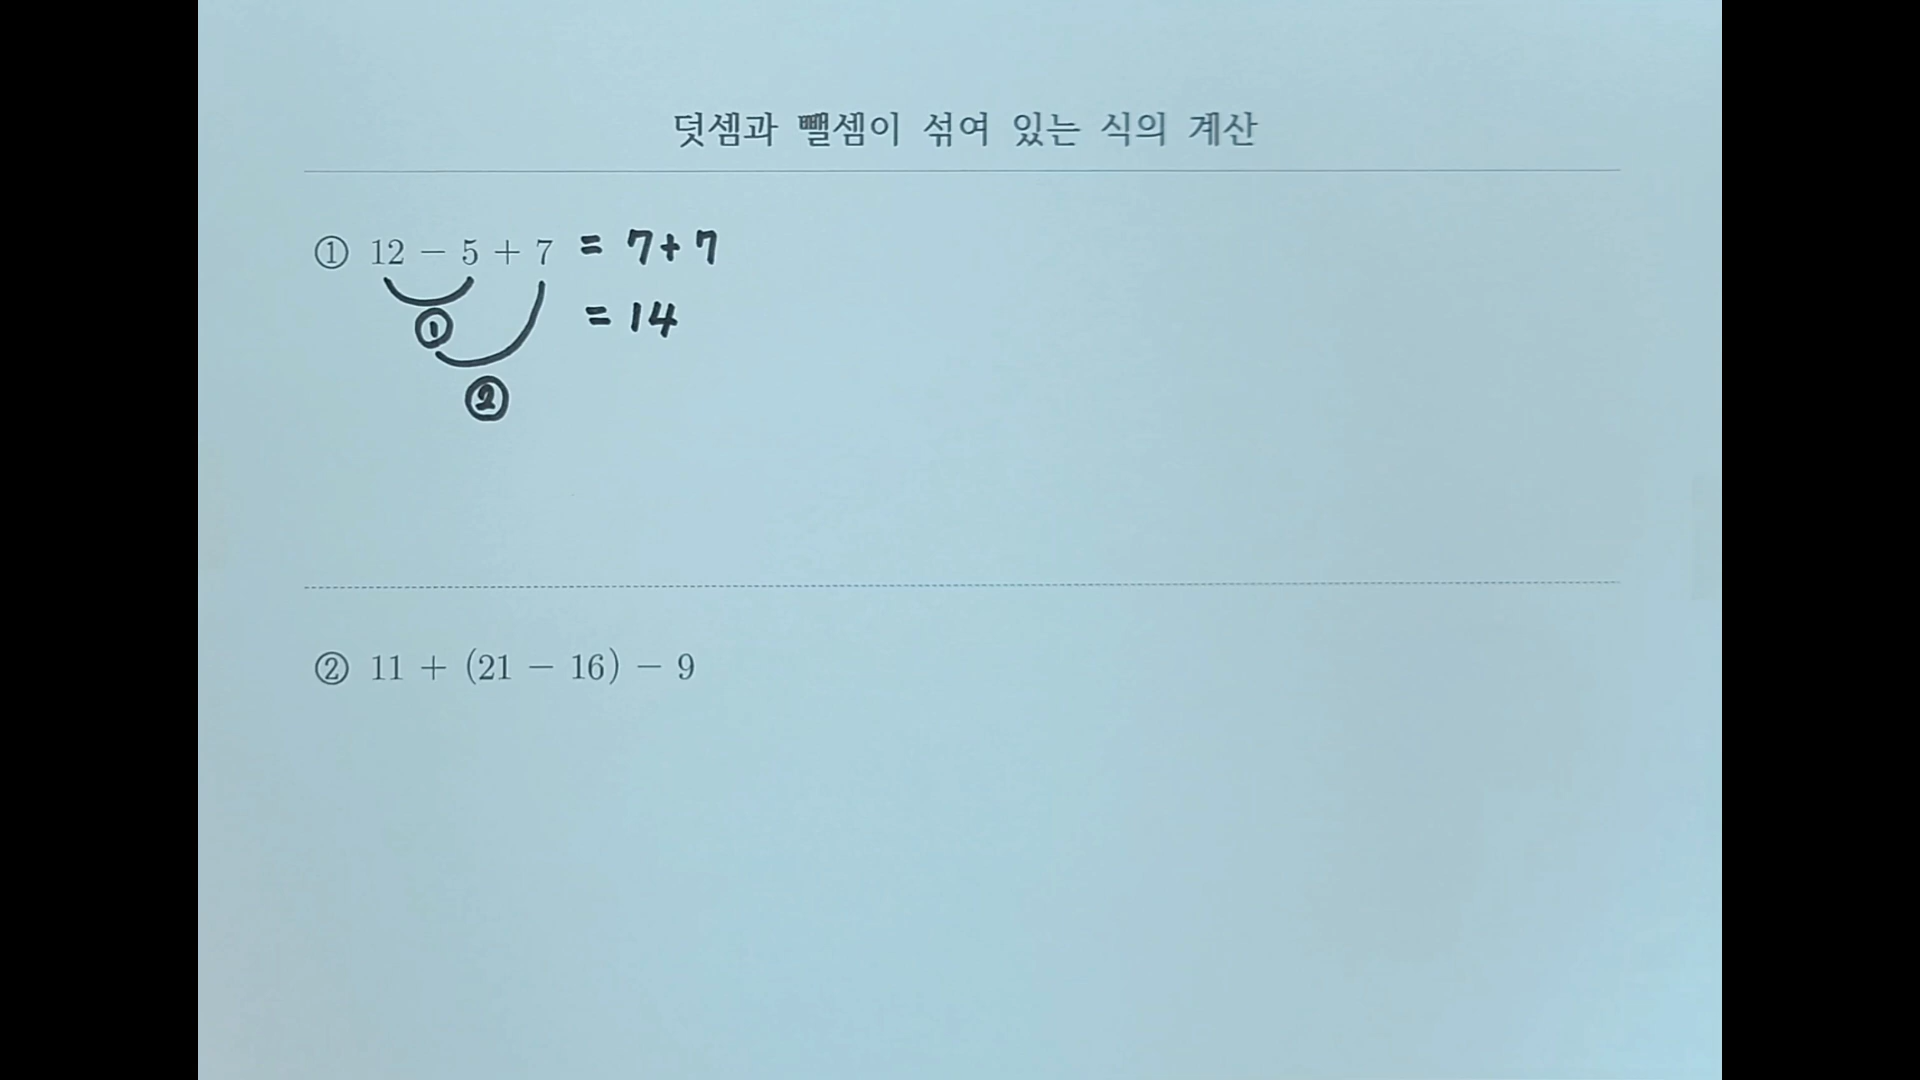 덧셈과 뺄셈이 섞여 있는 식의 계산
① 12 − 5 + 7 = 7+7
= 14
①
②
② 11 + (21 − 16) − 9